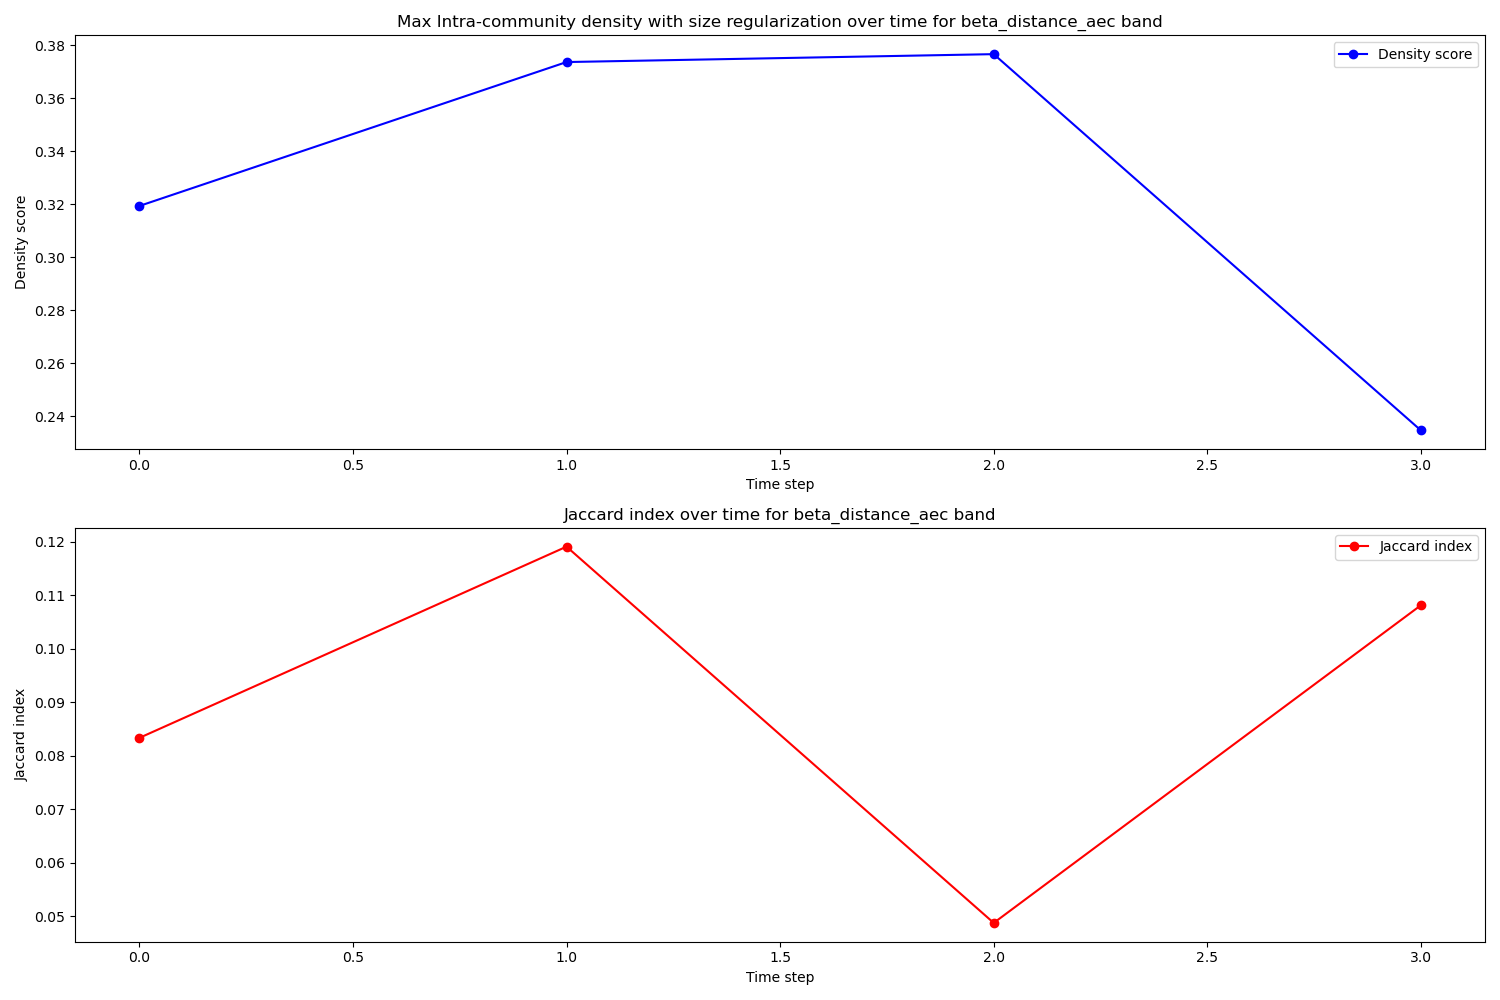 Max Intra-community density with size regularization over time for beta_distance_aec band
0.38
0.36
0.34
0.32
0.30
0.28
0.26
0.24
Density score
Density score
0.0 0.5 1.0 1.5 2.0 2.5 3.0
Time step
Jaccard index over time for beta_distance_aec band
0.12
0.11
0.10
0.09
0.08
0.07
0.06
0.05
Jaccard index
Jaccard index
0.0 0.5 1.0 1.5 2.0 2.5 3.0
Time step